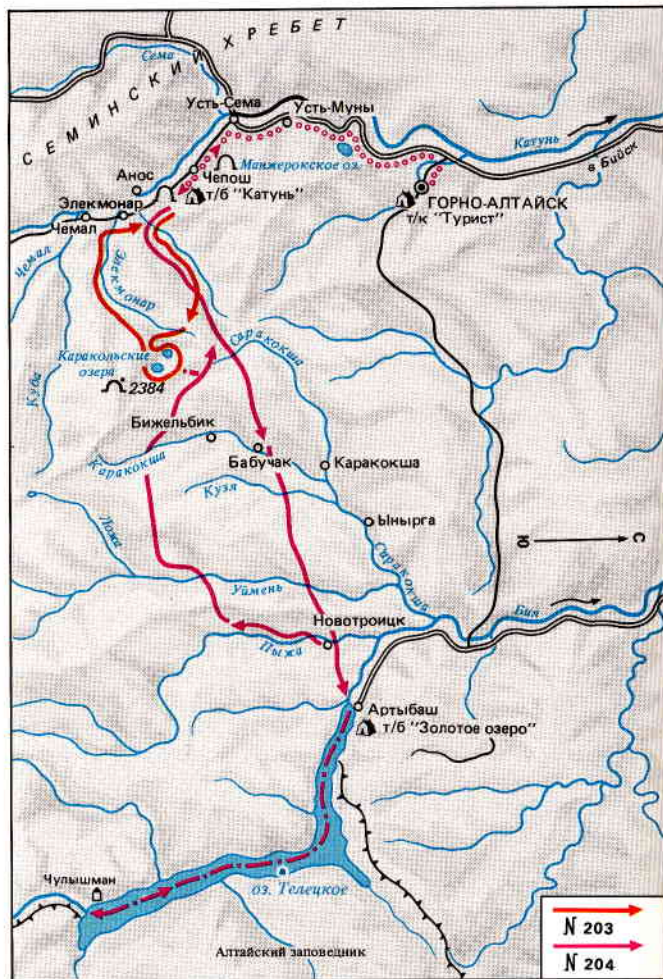 СЕМИНСКИЙ ХРЕБЕТ
Сема
Усть-Сема
Усть-Муны
Катунь
в Бийск
Манжерокское оз.
Анос
Чепош
т/б "Катунь"
Элекмонар
Чемал
ГОРНО-АЛТАЙСК
т/к "Турист"
Чемал
Элекмонар
Куба
Каракольские
озера
2384
Саракокша
Бижельбик
Каракокша
Бабучак
Каракокша
Кузя
Ынырга
Саракокша
Ложа
Уймень
Ю
С
Бия
Новотроицк
Пыжа
Артыбаш
т/б "Золотое озеро"
Чулышман
оз. Телецкое
Алтайский заповедник
N 203
N 204